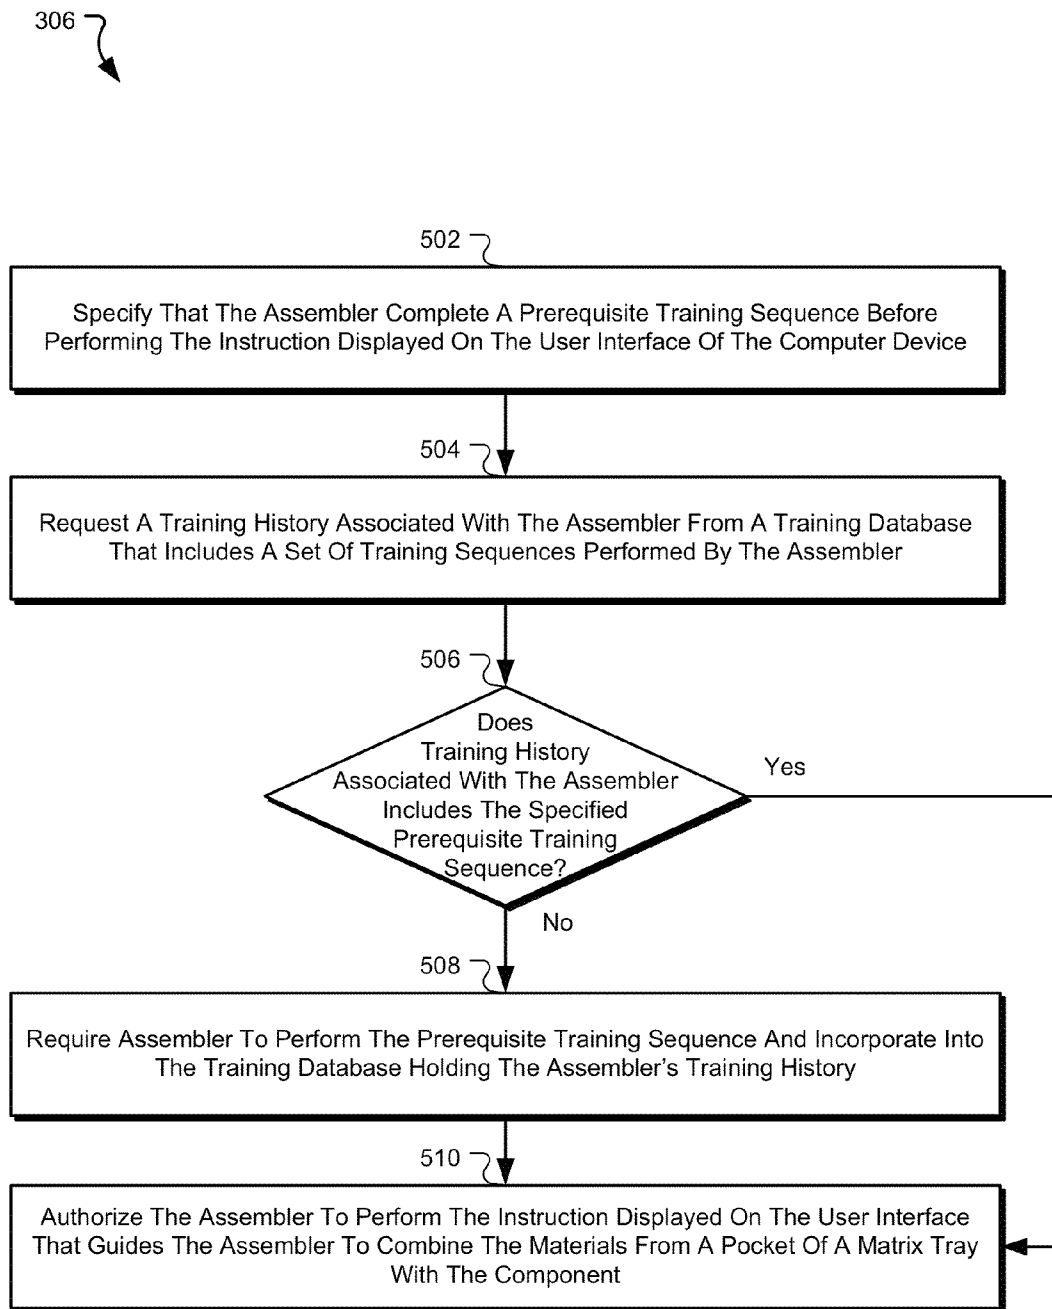 306
502
Specify That The Assembler Complete A Prerequisite Training Sequence Before
Performing The Instruction Displayed On The User Interface Of The Computer Device
504
Request A Training History Associated With The Assembler From A Training Database
That Includes A Set Of Training Sequences Performed By The Assembler
506
Does
Training History
Associated With The Assembler
Includes The Specified
Prerequisite Training
Sequence?
Yes
No
508
Require Assembler To Perform The Prerequisite Training Sequence And Incorporate Into
The Training Database Holding The Assembler's Training History
510
Authorize The Assembler To Perform The Instruction Displayed On The User Interface
That Guides The Assembler To Combine The Materials From A Pocket Of A Matrix Tray
With The Component